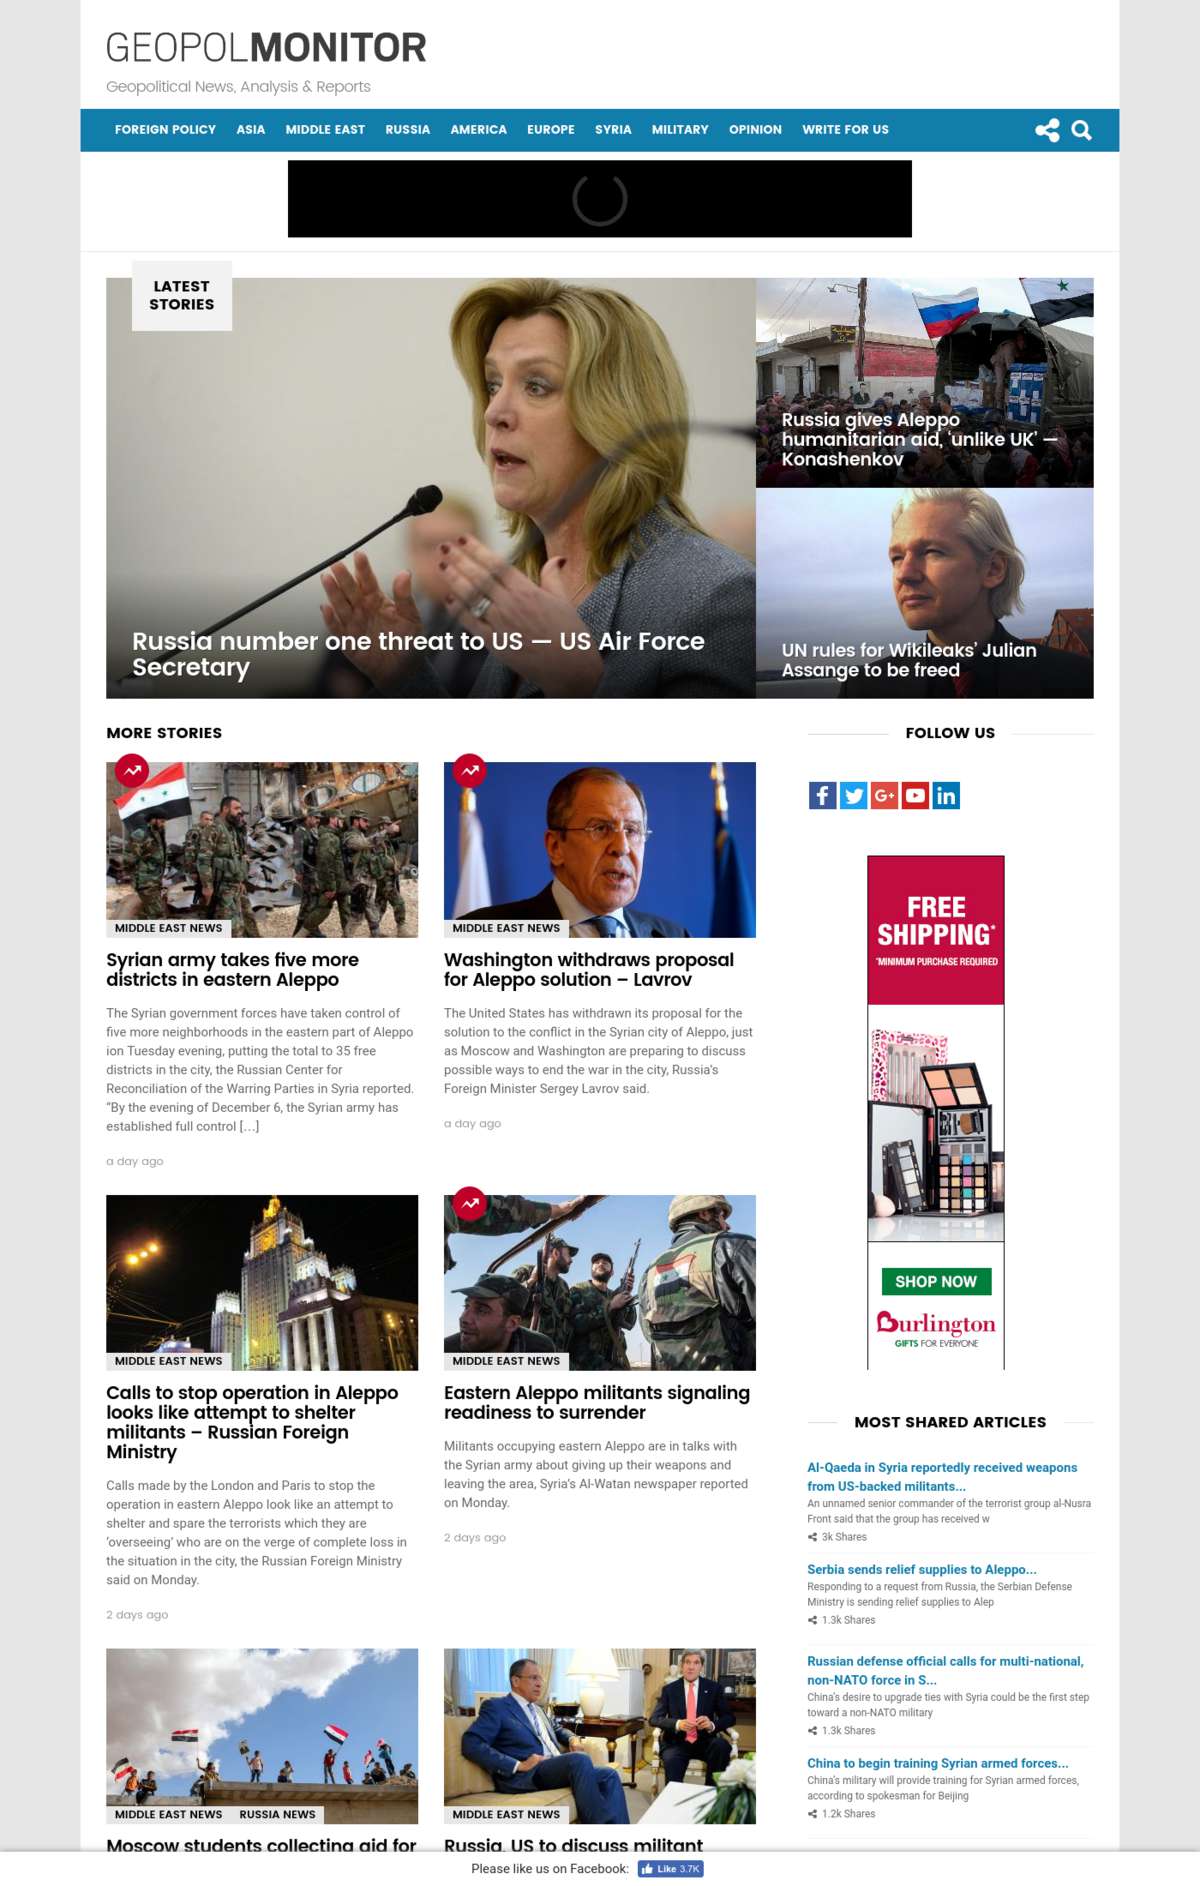 GEOPOLMONITOR
Geopolitical News, Analysis & Reports
FOREIGN POLICY ASIA MIDDLE EAST RUSSIA AMERICA EUROPE SYRIA MILITARY OPINION WRITE FOR US
LATEST
STORIES
Russia number one threat to US — US Air Force
Secretary
Russia gives Aleppo
humanitarian aid, ‘unlike UK’ —
Konashenkov
UN rules for Wikileaks’ Julian
Assange to be freed
MORE STORIES
MIDDLE EAST NEWS
Syrian army takes five more
districts in eastern Aleppo
The Syrian government forces have taken control of
five more neighborhoods in the eastern part of Aleppo
ion Tuesday evening, putting the total to 35 free
districts in the city, the Russian Center for
Reconciliation of the Warring Parties in Syria reported.
“By the evening of December 6, the Syrian army has
established full control […]
a day ago
MIDDLE EAST NEWS
Washington withdraws proposal
for Aleppo solution – Lavrov
The United States has withdrawn its proposal for the
solution to the conflict in the Syrian city of Aleppo, just
as Moscow and Washington are preparing to discuss
possible ways to end the war in the city, Russia’s
Foreign Minister Sergey Lavrov said.
a day ago
MIDDLE EAST NEWS
Calls to stop operation in Aleppo
looks like attempt to shelter
militants – Russian Foreign
Ministry
Calls made by the London and Paris to stop the
operation in eastern Aleppo look like an attempt to
shelter and spare the terrorists which they are
‘overseeing’ who are on the verge of complete loss in
the situation in the city, the Russian Foreign Ministry
said on Monday.
2 days ago
MIDDLE EAST NEWS
Eastern Aleppo militants signaling
readiness to surrender
Militants occupying eastern Aleppo are in talks with
the Syrian army about giving up their weapons and
leaving the area, Syria’s Al-Watan newspaper reported
on Monday.
2 days ago
MIDDLE EAST NEWS RUSSIA NEWS
Moscow students collecting aid for
MIDDLE EAST NEWS
Russia, US to discuss militant
FOLLOW US
G+
in
FREE
SHIPPING*
*MINIMUM PURCHASE REQUIRED
SHOP NOW
Burlington
GIFTS FOR EVERYONE
MOST SHARED ARTICLES
Al-Qaeda in Syria reportedly received weapons
from US-backed militants...
An unnamed senior commander of the terrorist group al-Nusra
Front said that the group has received w
3k Shares
Serbia sends relief supplies to Aleppo...
Responding to a request from Russia, the Serbian Defense
Ministry is sending relief supplies to Alep
1.3k Shares
Russian defense official calls for multi-national,
non-NATO force in S...
China’s desire to upgrade ties with Syria could be the first step
toward a non-NATO military
1.3k Shares
China to begin training Syrian armed forces...
China’s military will provide training for Syrian armed forces,
according to spokesman for Beijing
1.2k Shares
Please like us on Facebook: Like 3.7K